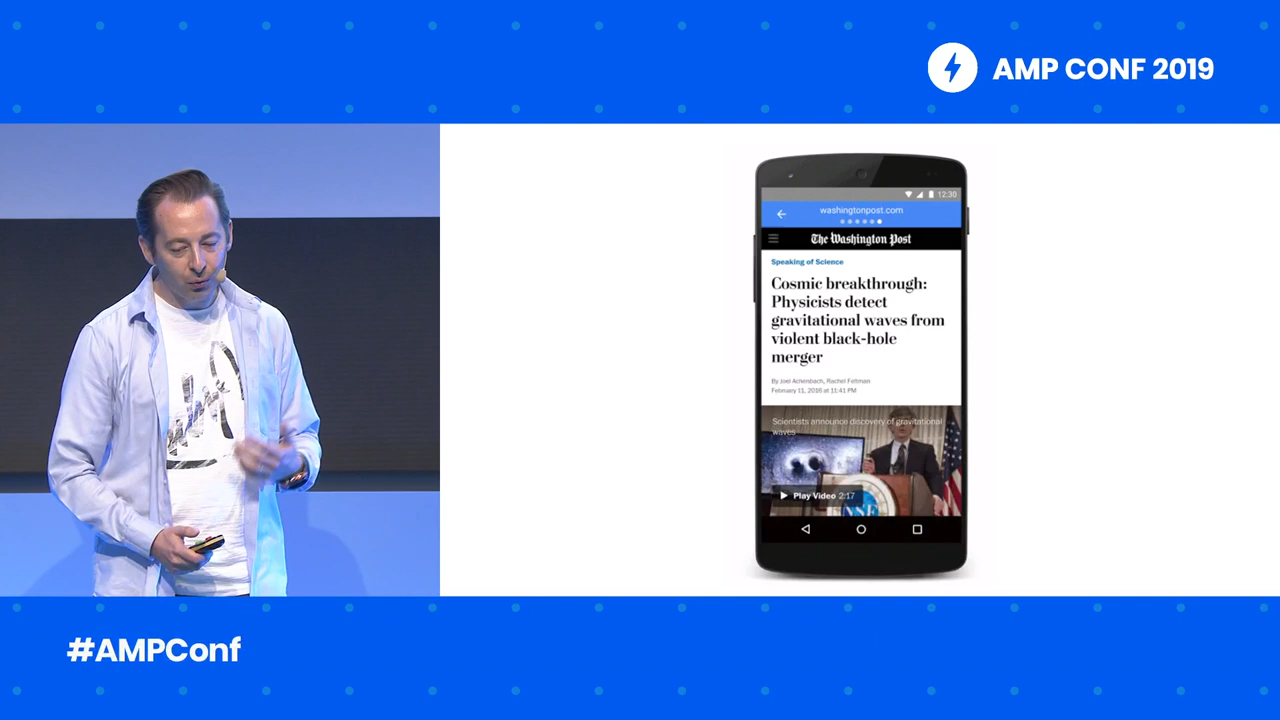 AMP CONF 2019
12:30
washingtonpost.com
The Washington Post
Speaking of Science
Cosmic breakthrough:
Physicists detect
gravitational waves from
violent black-hole
merger
By Joel Achenbach, Rachel Feltman
February 11, 2016 at 11:41 PM
Scientists announce discovery of gravitational
waves
Play Video 2:17
#AMPConf